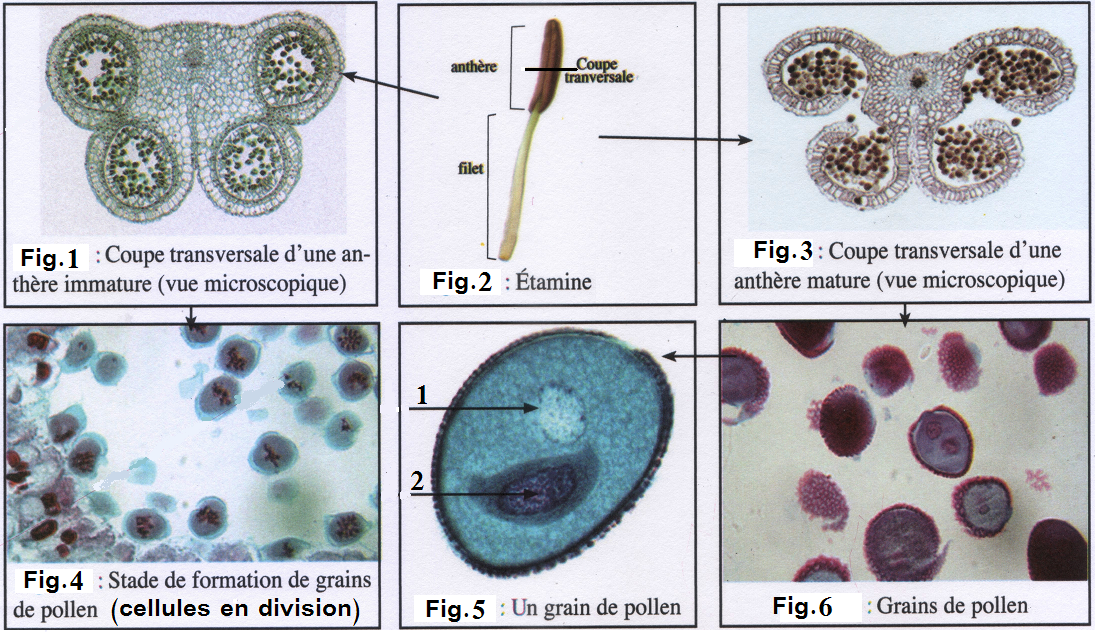 Fig.1 : Coupe transversale d'une an-
thère immature (vue microscopique)
anthère
Coupe
tranversale
filet
Fig.2 : Étamine
Fig.3 : Coupe transversale d'une
anthère mature (vue microscopique)
Fig.4 : Stade de formation de grains
de pollen (cellules en division)
1
2
Fig.5 : Un grain de pollen
Fig.6 : Grains de pollen